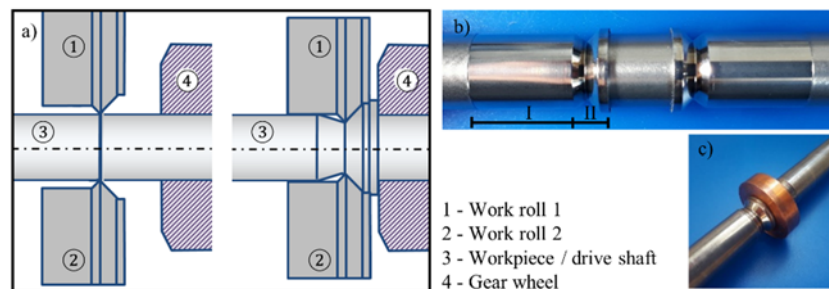 a)
1
1
4
4
3
3
2
2
b)
I
II
c)
1 - Work roll 1
2 - Work roll 2
3 - Workpiece / drive shaft
4 - Gear wheel